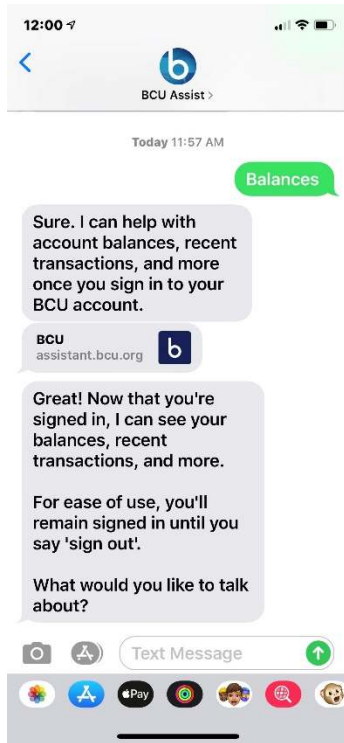 12:00
BCU Assist >
Today 11:57 AM
Balances
Sure. I can help with
account balances, recent
transactions, and more
once you sign in to your
BCU account.
BCU
assistant.bcu.org
b
Great! Now that you're
signed in, I can see your
balances, recent
transactions, and more.
For ease of use, you'll
remain signed in until you
say 'sign out'.
What would you like to talk
about?
Text Message
Pay